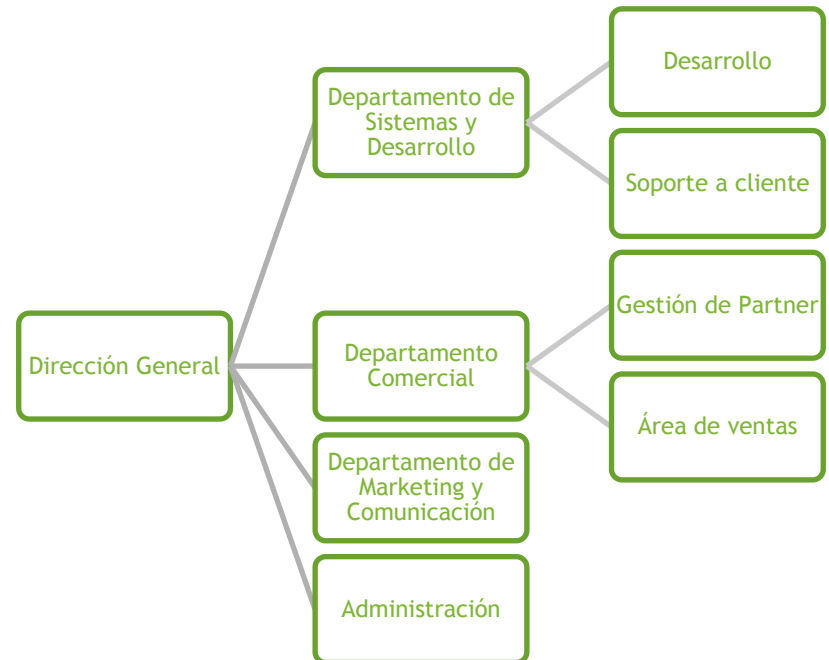 Dirección General
Departamento de
Sistemas y
Desarrollo
Desarrollo
Soporte a cliente
Departamento
Comercial
Gestión de Partner
Área de ventas
Departamento de
Marketing y
Comunicación
Administración